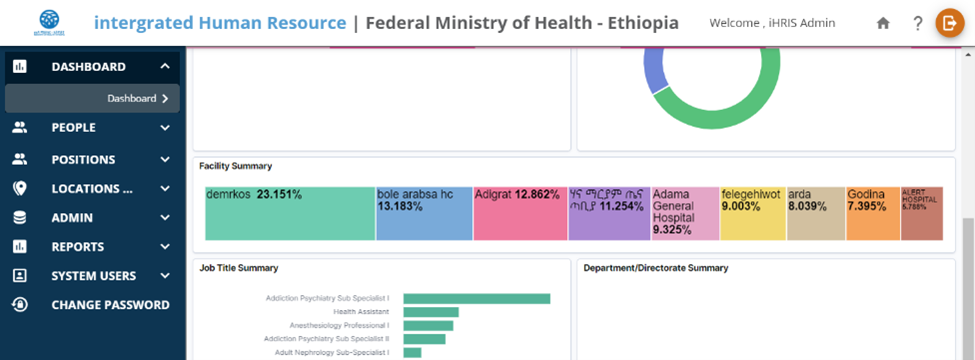 intergrated Human Resource | Federal Ministry of Health - Ethiopia
Welcome , iHRIS Admin
?
DASHBOARD
Dashboard
PEOPLE
POSITIONS
LOCATIONS ...
ADMIN
REPORTS
SYSTEM USERS
CHANGE PASSWORD
Facility Summary
demrkos 23.151%
bole arabsa hc
13.183%
Adigrat 12.862%
ሃና ማርያም ጤና
ጣቢያ 11.254%
Adama
General
Hospital
9.325%
felegehiwot
9.003%
arda
8.039%
Godina
7.395%
ALERT
HOSPITAL
5.788%
Job Title Summary
Addiction Psychiatry Sub Specialist I
Health Assistant
Anesthesiology Professional I
Addiction Psychiatry Sub Specialist II
Adult Nephrology Sub-Specialist I
Department/Directorate Summary